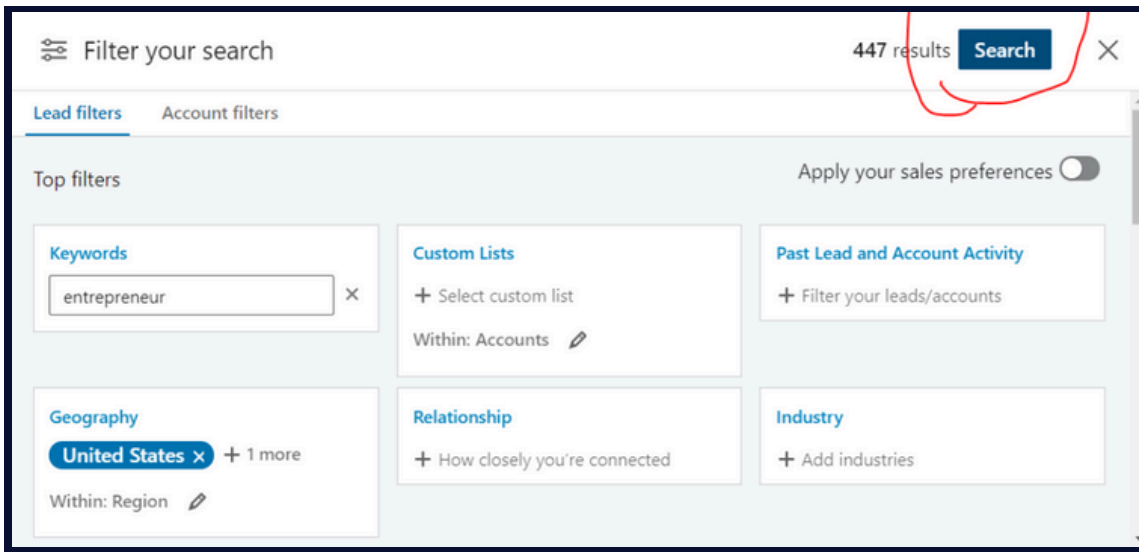 Filter your search
447 results Search
Lead filters Account filters
Top filters
Apply your sales preferences
Keywords
entrepreneur
Custom Lists
+ Select custom list
Within: Accounts
Past Lead and Account Activity
+ Filter your leads/accounts
Geography
United States × + 1 more
Within: Region
Relationship
+ How closely you're connected
Industry
+ Add industries